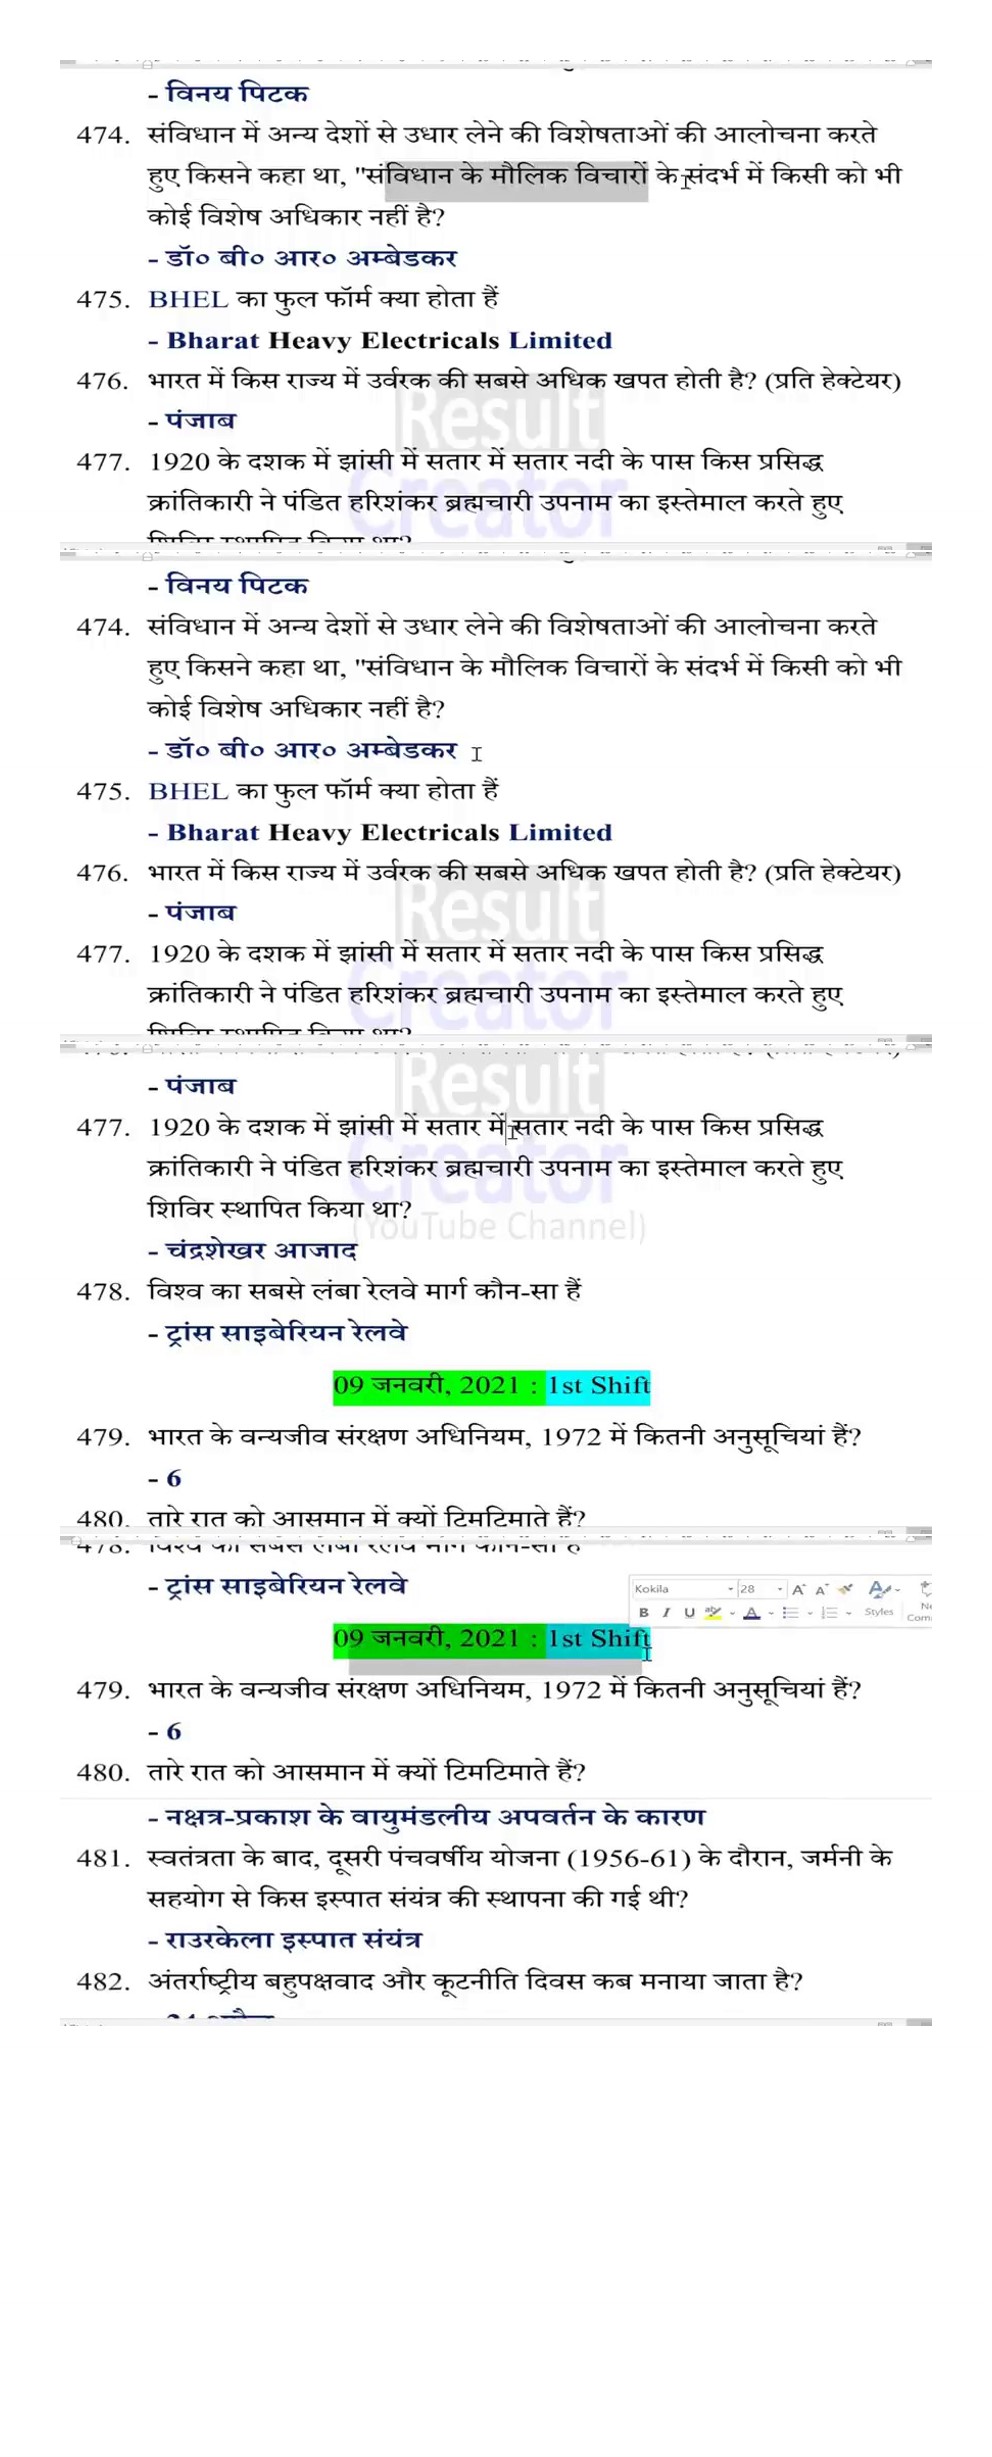 - विनय पिटक
474. संविधान में अन्य देशों से उधार लेने की विशेषताओं की आलोचना करते
हुए किसने कहा था, "संविधान के मौलिक विचारों के संदर्भ में किसी को भी
कोई विशेष अधिकार नहीं है?
- डॉ० बी० आर० अम्बेडकर
475. BHEL का फुल फॉर्म क्या होता हैं
- Bharat Heavy Electricals Limited
476. भारत में किस राज्य में उर्वरक की सबसे अधिक खपत होती है? (प्रति हेक्टेयर)
- पंजाब
Result
477. 1920 के दशक में झांसी में सतार में सतार नदी के पास किस प्रसिद्ध
क्रांतिकारी ने पंडित हरिशंकर ब्रह्मचारी उपनाम का इस्तेमाल करते हुए
Creator
शिविर स्थापित किया था?
- विनय पिटक
474. संविधान में अन्य देशों से उधार लेने की विशेषताओं की आलोचना करते
हुए किसने कहा था, "संविधान के मौलिक विचारों के संदर्भ में किसी को भी
कोई विशेष अधिकार नहीं है?
- डॉ० बी० आर० अम्बेडकर
475. BHEL का फुल फॉर्म क्या होता हैं
- Bharat Heavy Electricals Limited
476. भारत में किस राज्य में उर्वरक की सबसे अधिक खपत होती है? (प्रति हेक्टेयर)
- पंजाब
Result
477. 1920 के दशक में झांसी में सतार में सतार नदी के पास किस प्रसिद्ध
क्रांतिकारी ने पंडित हरिशंकर ब्रह्मचारी उपनाम का इस्तेमाल करते हुए
Creator
शिविर स्थापित किया था?
- पंजाब
Result
477. 1920 के दशक में झांसी में सतार में सतार नदी के पास किस प्रसिद्ध
क्रांतिकारी ने पंडित हरिशंकर ब्रह्मचारी उपनाम का इस्तेमाल करते हुए
Creator
शिविर स्थापित किया था?
(YouTube Channel)
- चंद्रशेखर आजाद
478. विश्व का सबसे लंबा रेलवे मार्ग कौन-सा हैं
- ट्रांस साइबेरियन रेलवे
09 जनवरी, 2021 : 1st Shift
479. भारत के वन्यजीव संरक्षण अधिनियम, 1972 में कितनी अनुसूचियां हैं?
- 6
480. तारे रात को आसमान में क्यों टिमटिमाते हैं?
478. विश्व का सबसे लंबा रेलवे मार्ग कौन-सा हैं
- ट्रांस साइबेरियन रेलवे
Kokila 28
B I U Styles
09 जनवरी, 2021 : 1st Shift
479. भारत के वन्यजीव संरक्षण अधिनियम, 1972 में कितनी अनुसूचियां हैं?
- 6
480. तारे रात को आसमान में क्यों टिमटिमाते हैं?
- नक्षत्र-प्रकाश के वायुमंडलीय अपवर्तन के कारण
481. स्वतंत्रता के बाद, दूसरी पंचवर्षीय योजना (1956-61) के दौरान, जर्मनी के
सहयोग से किस इस्पात संयंत्र की स्थापना की गई थी?
- राउरकेला इस्पात संयंत्र
482. अंतर्राष्ट्रीय बहुपक्षवाद और कूटनीति दिवस कब मनाया जाता है?